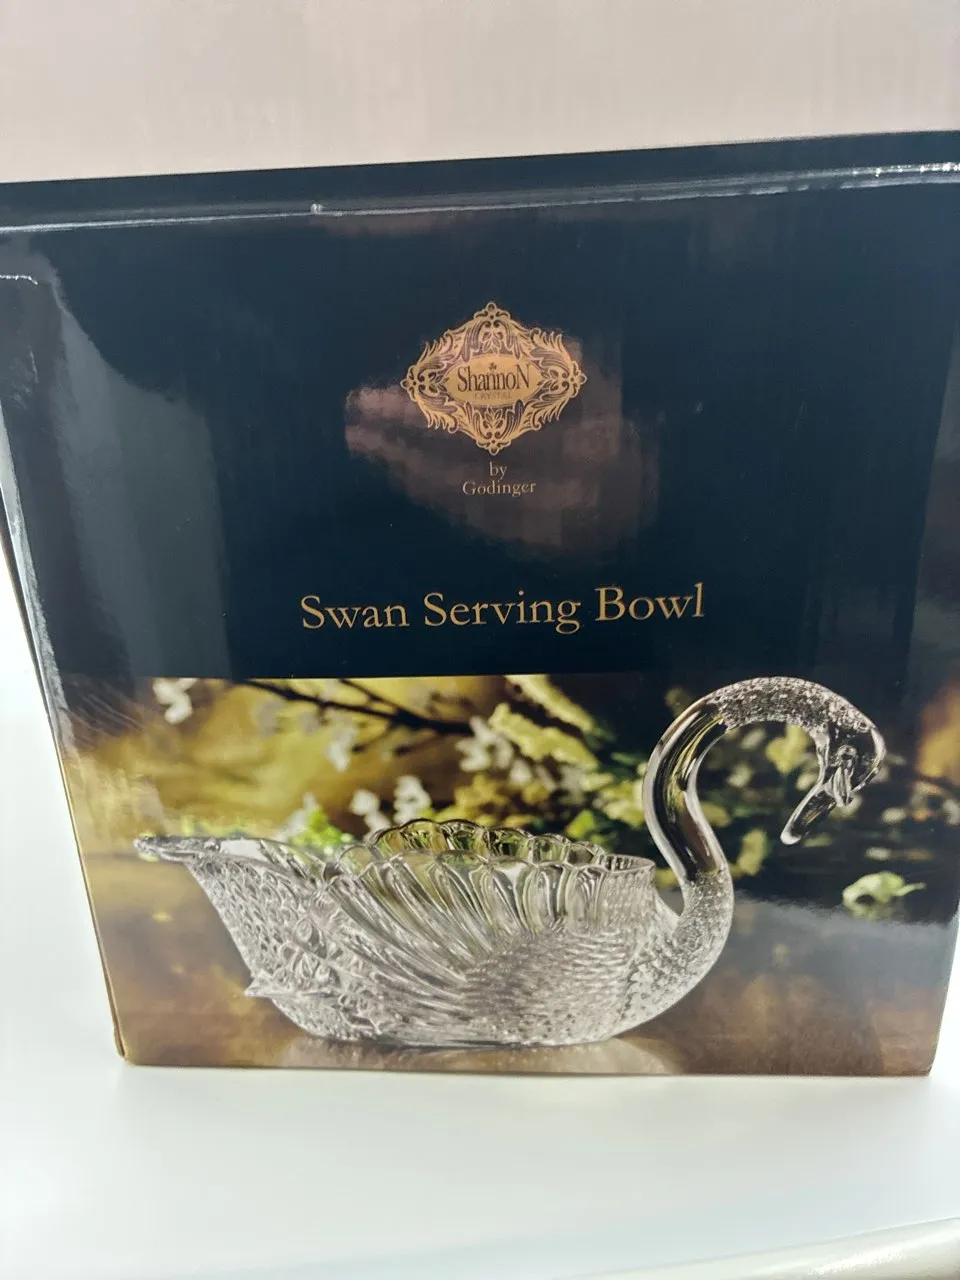 ShannoN
CRYSTAL
by
Godinger
Swan Serving Bowl